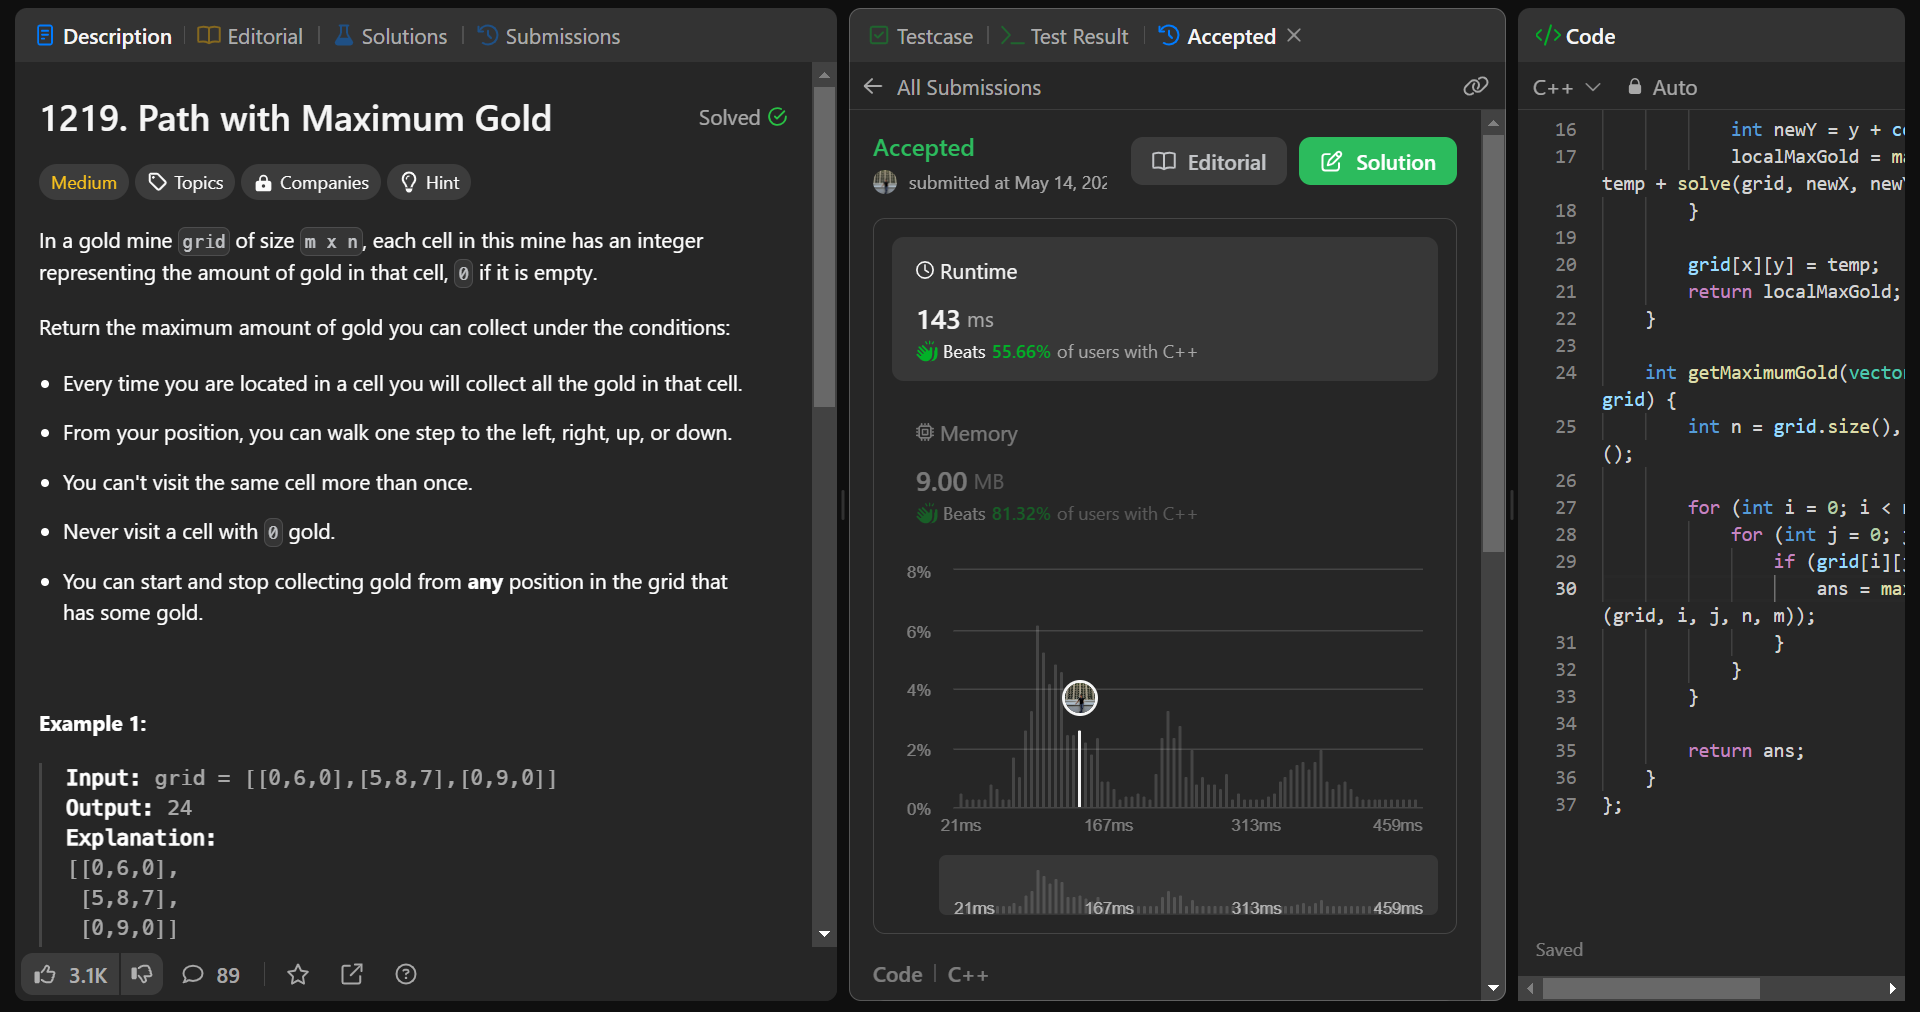 Description
Editorial
Solutions
Submissions
1219. Path with Maximum Gold
Solved
Medium
Topics
Companies
Hint
In a gold mine grid of size m x n, each cell in this mine has an integer
representing the amount of gold in that cell, 0 if it is empty.
Return the maximum amount of gold you can collect under the conditions:
• Every time you are located in a cell you will collect all the gold in that cell.
• From your position, you can walk one step to the left, right, up, or down.
• You can't visit the same cell more than once.
• Never visit a cell with 0 gold.
• You can start and stop collecting gold from any position in the grid that
has some gold.
Example 1:
Input: grid = [[0,6,0],[5,8,7],[0,9,0]]
Output: 24
Explanation:
[[0,6,0],
[5,8,7],
[0,9,0]]
3.1K
89
Testcase
Test Result
Accepted
All Submissions
Accepted
submitted at May 14, 202
Editorial
Solution
Runtime
143 ms
Beats 55.66% of users with C++
Memory
9.00 MB
Beats 81.32% of users with C++
8%
6%
4%
2%
0%
21ms 167ms 313ms 459ms
21ms 167ms 313ms 459ms
Code | C++
</> Code
C++
Auto
16 int newY = y + c
17 localMaxGold = ma
temp + solve(grid, newX, new
18 }
19
20 grid[x][y] = temp;
21 return localMaxGold;
22 }
23
24 int getMaximumGold(vecto
grid) {
25 int n = grid.size(),
();
26
27 for (int i = 0; i <
28 for (int j = 0;
29 if (grid[i][
30 ans = ma
(grid, i, j, n, m));
31 }
32 }
33 }
34
35 return ans;
36 }
37 };
Saved